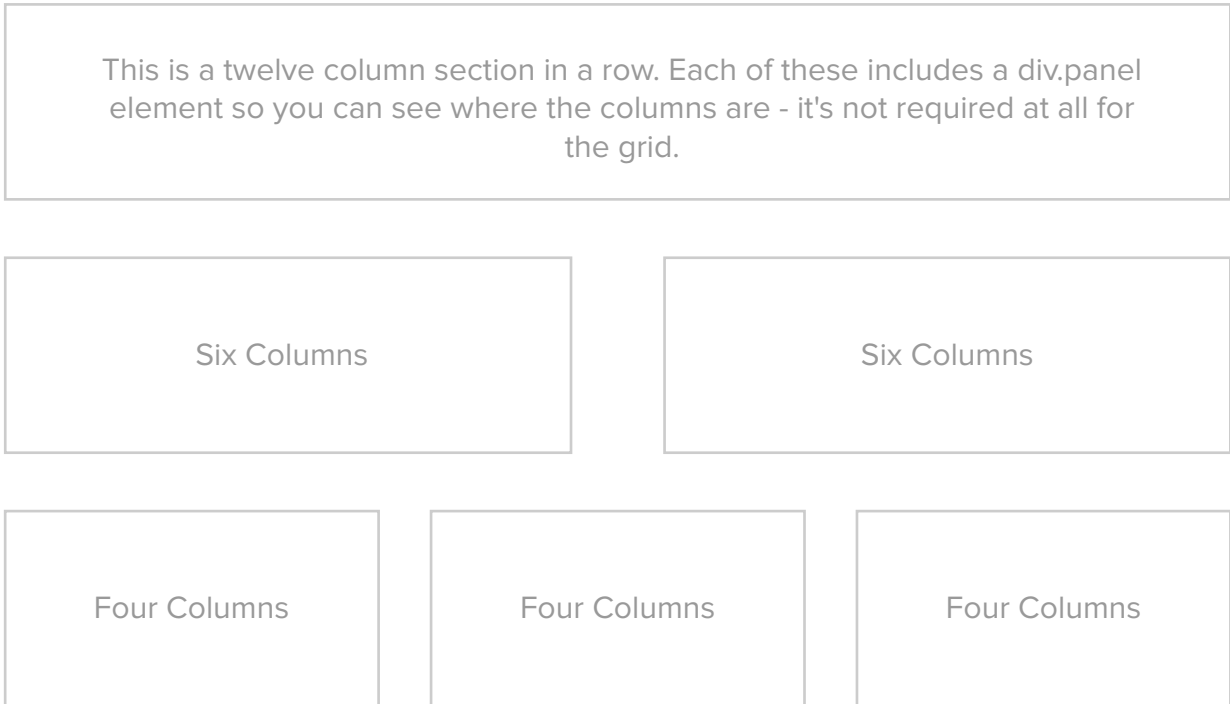 This is a twelve column section in a row. Each of these includes a div.panel
element so you can see where the columns are - it's not required at all for
the grid.
Six Columns
Six Columns
Four Columns
Four Columns
Four Columns